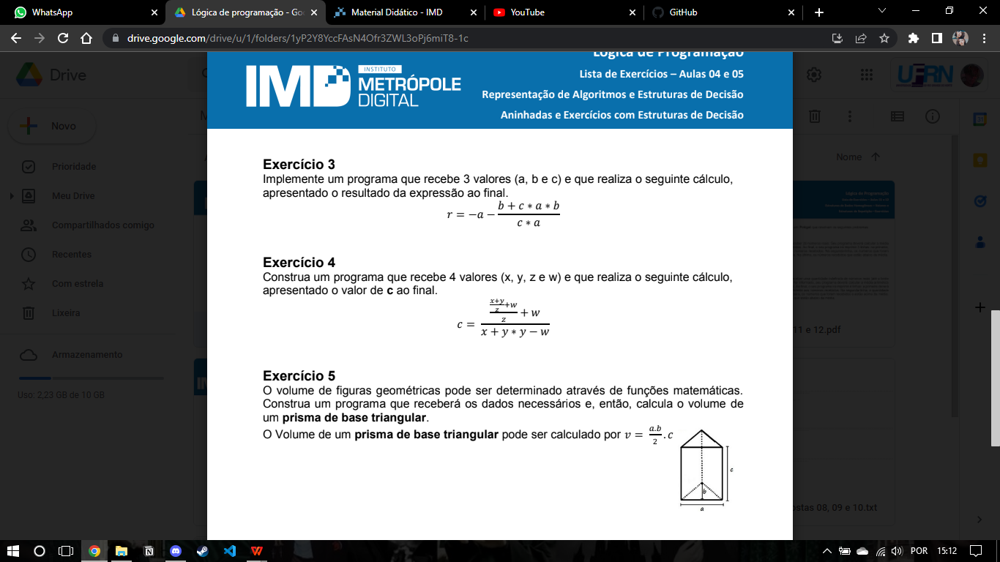 WhatsApp
Lógica de programação - Goo
Material Didático - IMD
YouTube
GitHub
drive.google.com/drive/u/1/folders/1yP2Y8YccFAsN4Ofr3ZWL3oPj6miT8-1c
Drive
Novo
Prioridade
Meu Drive
Compartilhados comigo
Recentes
Com estrela
Lixeira
Armazenamento
Uso: 2,23 GB de 10 GB
Lógica de Programação
IMD INSTITUTO
METRÓPOLE
DIGITAL
Lista de Exercícios – Aulas 04 e 05
Representação de Algoritmos e Estruturas de Decisão
Aninhadas e Exercícios com Estruturas de Decisão
Exercício 3
Implemente um programa que recebe 3 valores (a, b e c) e que realiza o seguinte cálculo,
apresentado o resultado da expressão ao final.
r = −a − (b + c ∗ a ∗ b) / (c ∗ a)
Exercício 4
Construa um programa que recebe 4 valores (x, y, z e w) e que realiza o seguinte cálculo,
apresentado o valor de c ao final.
c = (((x+y)/z + w)/z + w) / (x + y ∗ y − w)
Exercício 5
O volume de figuras geométricas pode ser determinado através de funções matemáticas.
Construa um programa que receberá os dados necessários e, então, calcula o volume de
um prisma de base triangular.
O Volume de um prisma de base triangular pode ser calculado por v = a.b/2 . c
c
b
a
UFRN
Nome
11 e 12.pdf
ostas 08, 09 e 10.txt
POR
15:12